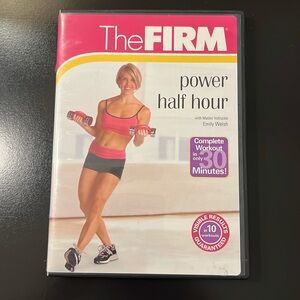 TheFIRM
power
half hour
with Master Instructor
Emily Welsh
Complete
Workout
in
only
30
Minutes!
VISIBLE RESULTS
in 10
workouts
GUARANTEED